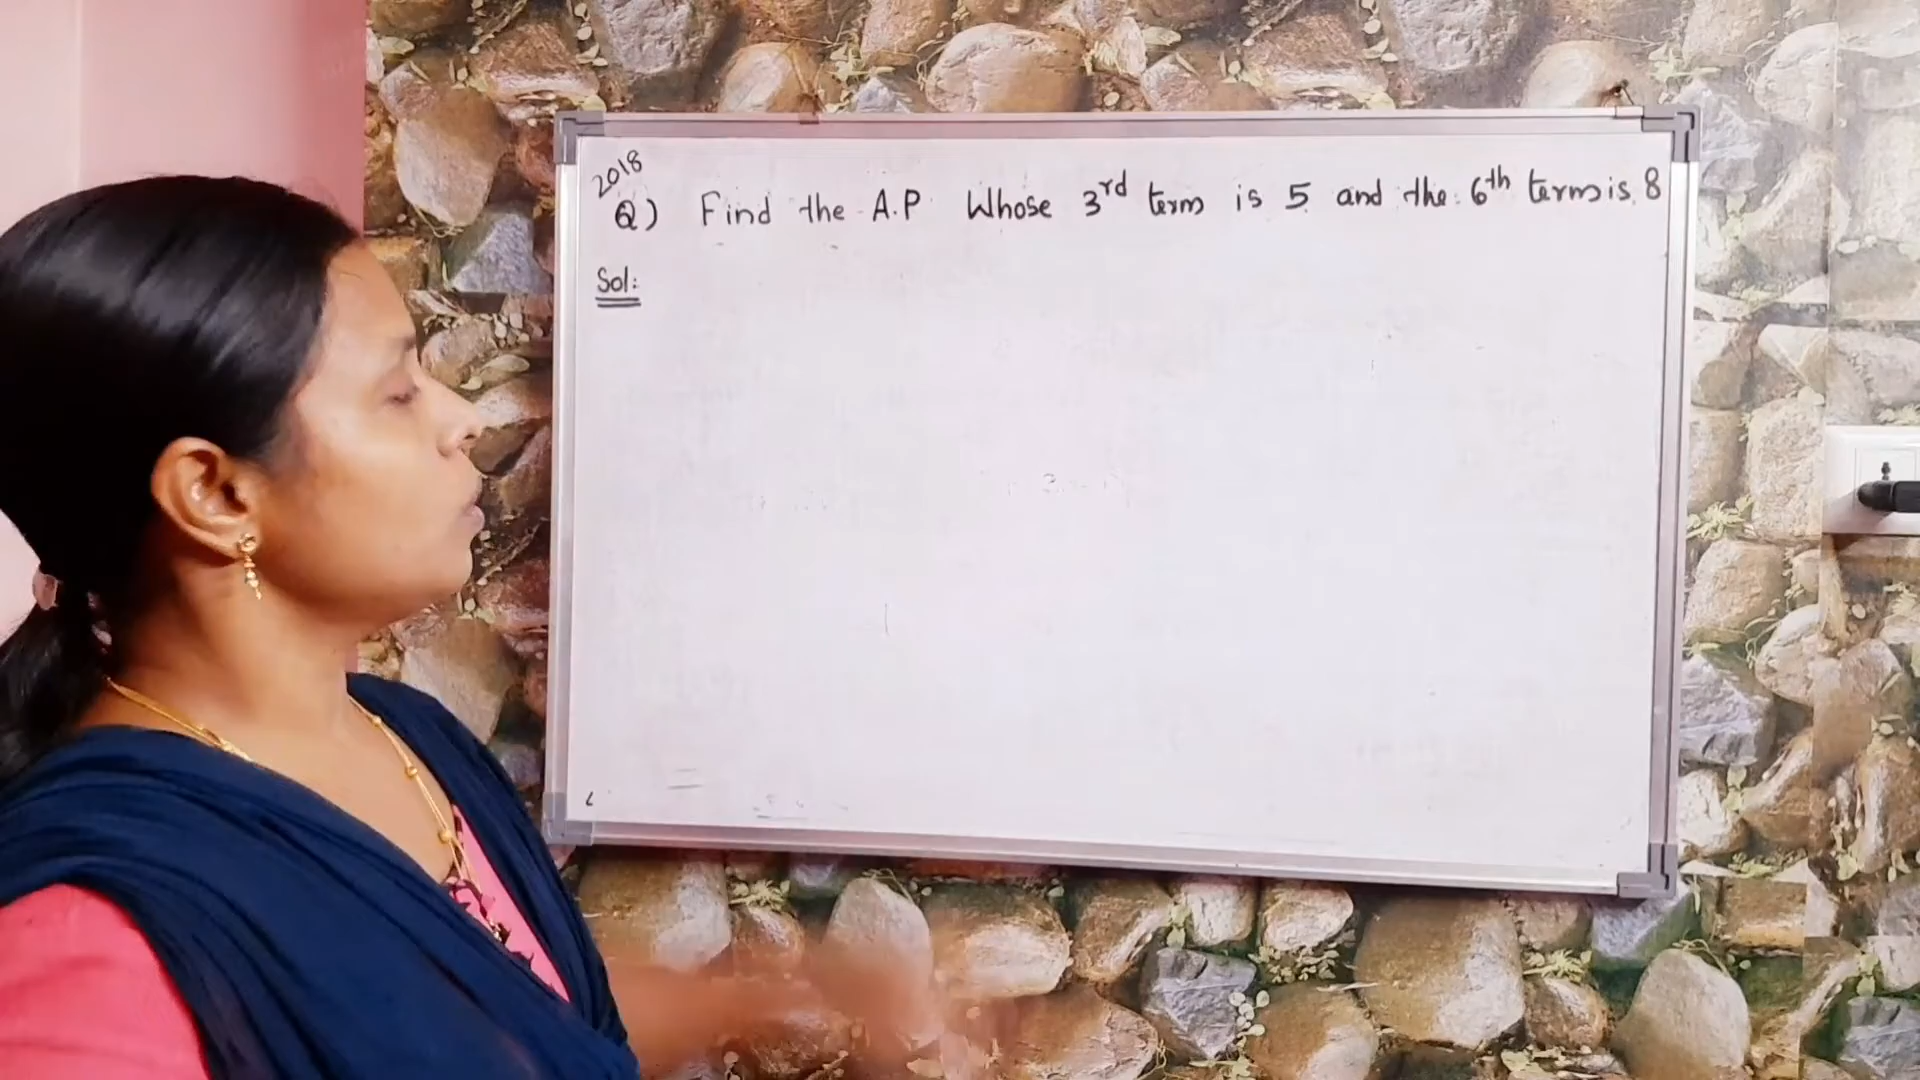 2018
Q) Find the A.P. Whose 3rd term is 5 and the 6th term is 8
Sol: